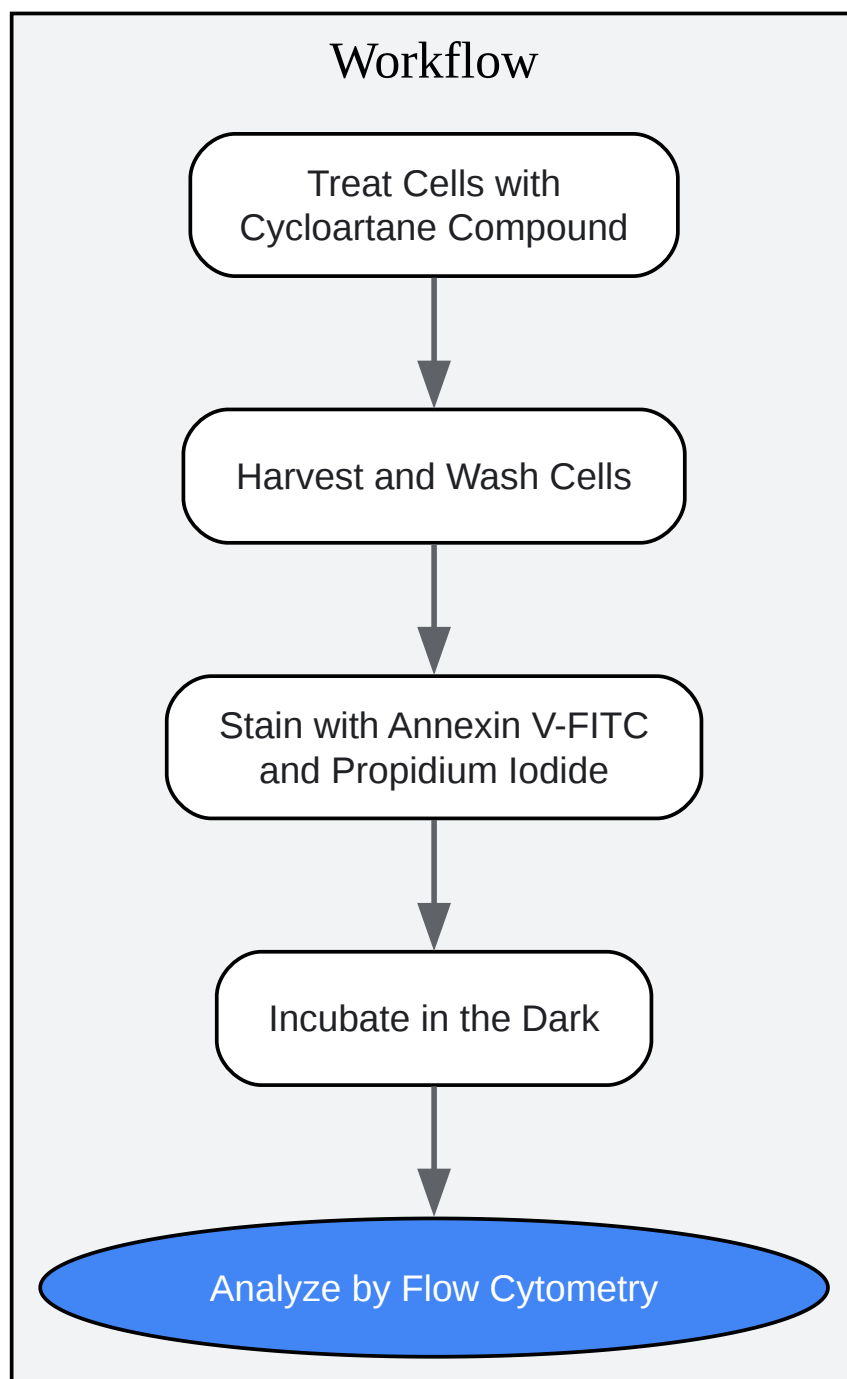 Workflow
Treat Cells with
Cycloartane Compound
Harvest and Wash Cells
Stain with Annexin V-FITC
and Propidium Iodide
Incubate in the Dark
Analyze by Flow Cytometry